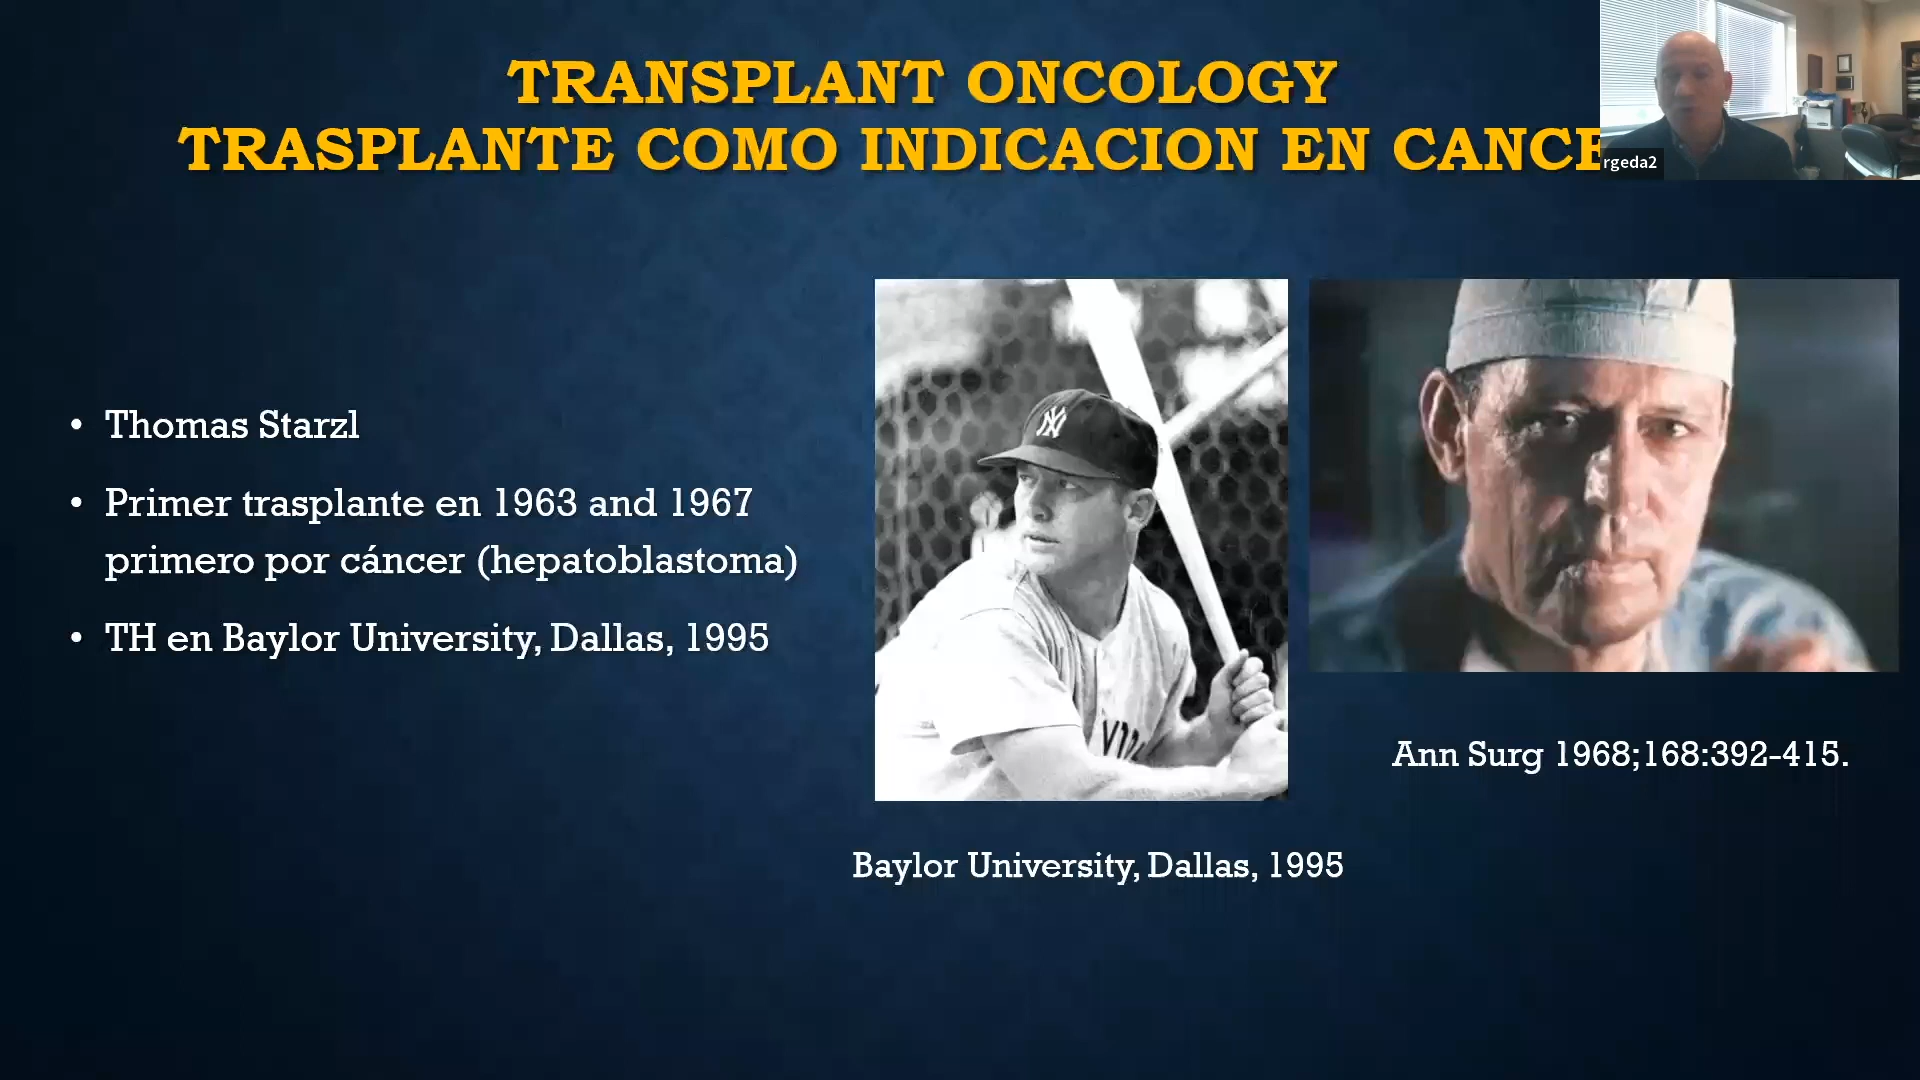 TRANSPLANT ONCOLOGY
TRASPLANTE COMO INDICACION EN CANCE
rgeda2
• Thomas Starzl
• Primer trasplante en 1963 and 1967
primero por cáncer (hepatoblastoma)
• TH en Baylor University, Dallas, 1995
NY
Ann Surg 1968;168:392-415.
Baylor University, Dallas, 1995